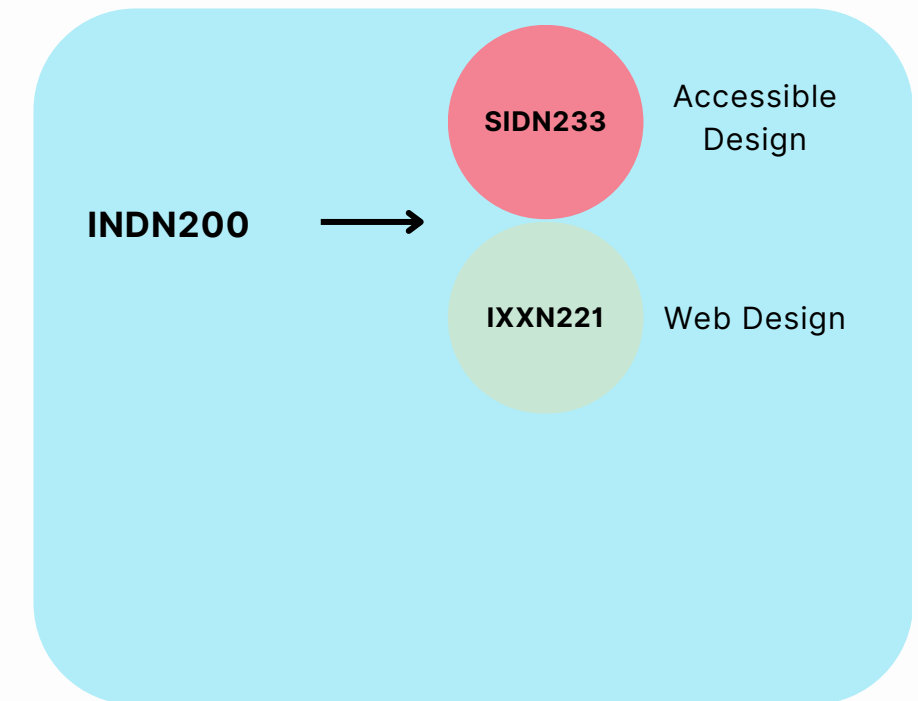 SIDN233
Accessible
Design
INDN200
IXXN221
Web Design